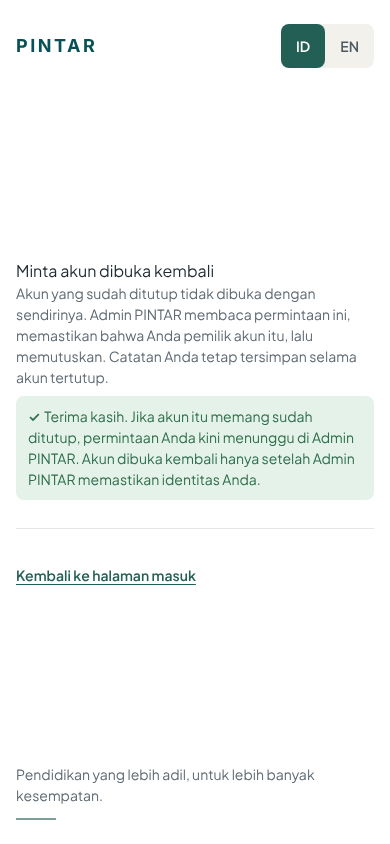 PINTAR
ID
EN
Minta akun dibuka kembali
Akun yang sudah ditutup tidak dibuka dengan
sendirinya. Admin PINTAR membaca permintaan ini,
memastikan bahwa Anda pemilik akun itu, lalu
memutuskan. Catatan Anda tetap tersimpan selama
akun tertutup.
✓ Terima kasih. Jika akun itu memang sudah
ditutup, permintaan Anda kini menunggu di Admin
PINTAR. Akun dibuka kembali hanya setelah Admin
PINTAR memastikan identitas Anda.
Kembali ke halaman masuk
Pendidikan yang lebih adil, untuk lebih banyak
kesempatan.